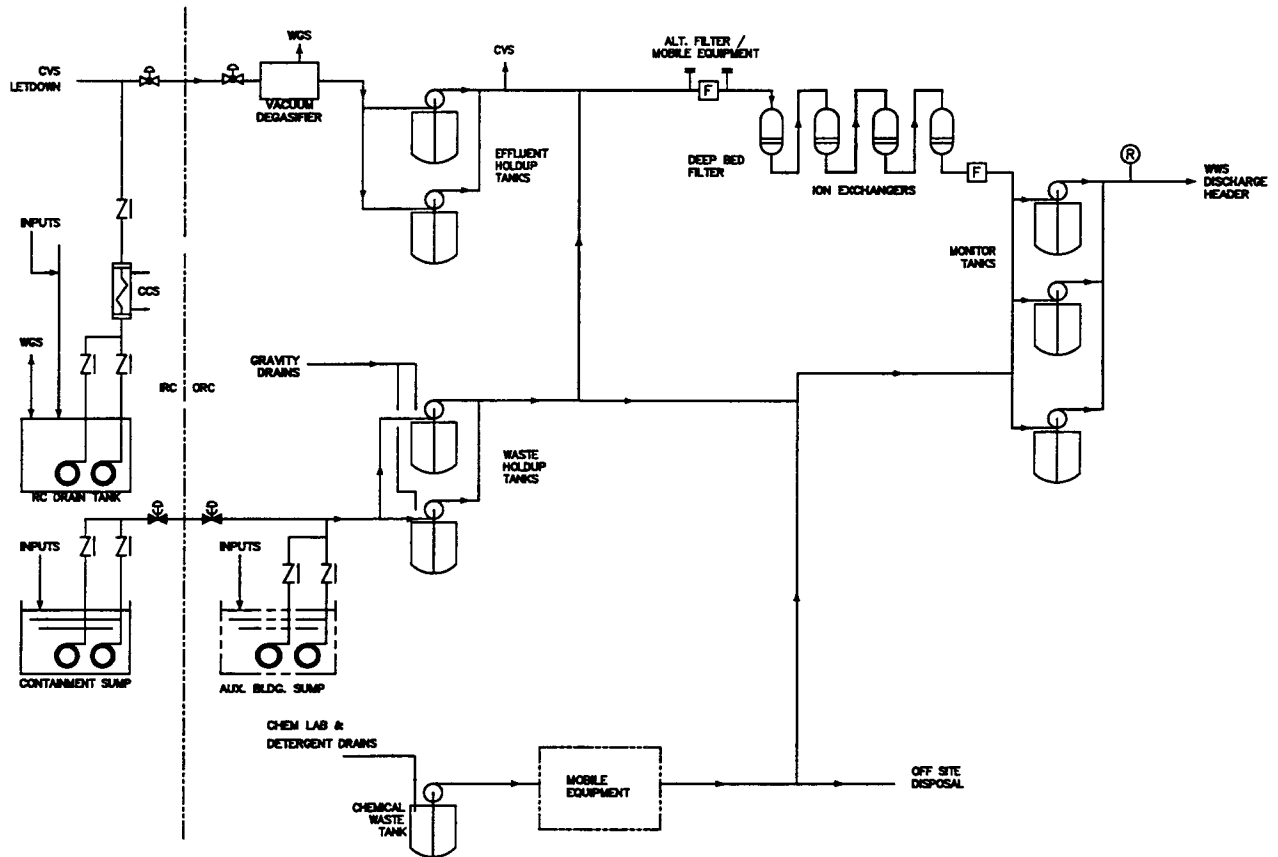 WGS
CVS
ALT. FILTER /
MOBILE EQUIPMENT
CVS
LETDOWN
VACUUM
DEGASIFIER
F
EFFLUENT
HOLDUP
TANKS
DEEP BED
FILTER
ION EXCHANGERS
F
R
WWS
DISCHARGE
HEADER
INPUTS
MONITOR
TANKS
CCS
WGS
GRAVITY
DRAINS
IRC
ORC
WASTE
HOLDUP
TANKS
RC DRAIN TANK
INPUTS
INPUTS
CONTAINMENT SUMP
AUX. BLDG. SUMP
CHEM LAB &
DETERGENT DRAINS
MOBILE
EQUIPMENT
OFF SITE
DISPOSAL
CHEMICAL
WASTE
TANK